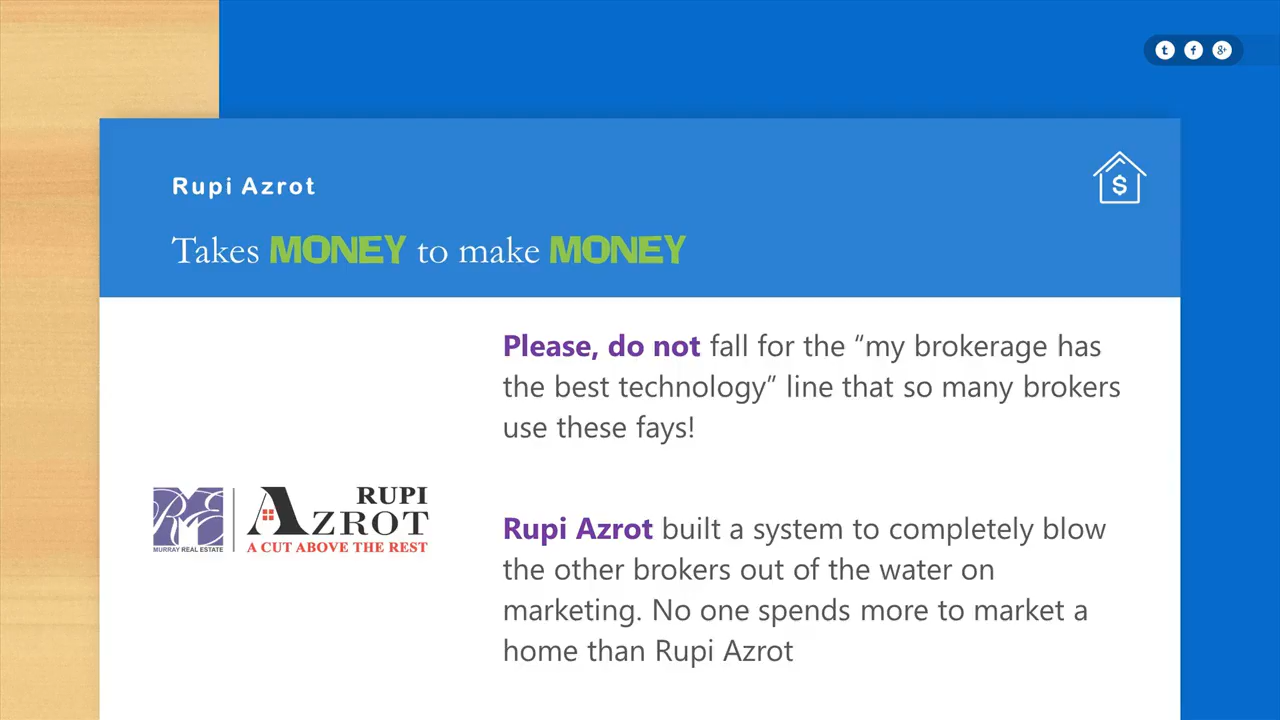 Rupi Azrot
Takes MONEY to make MONEY
Please, do not fall for the “my brokerage has
the best technology” line that so many brokers
use these fays!
RUPI
AZROT
A CUT ABOVE THE REST
MURRAY REAL ESTATE
Rupi Azrot built a system to completely blow
the other brokers out of the water on
marketing. No one spends more to market a
home than Rupi Azrot